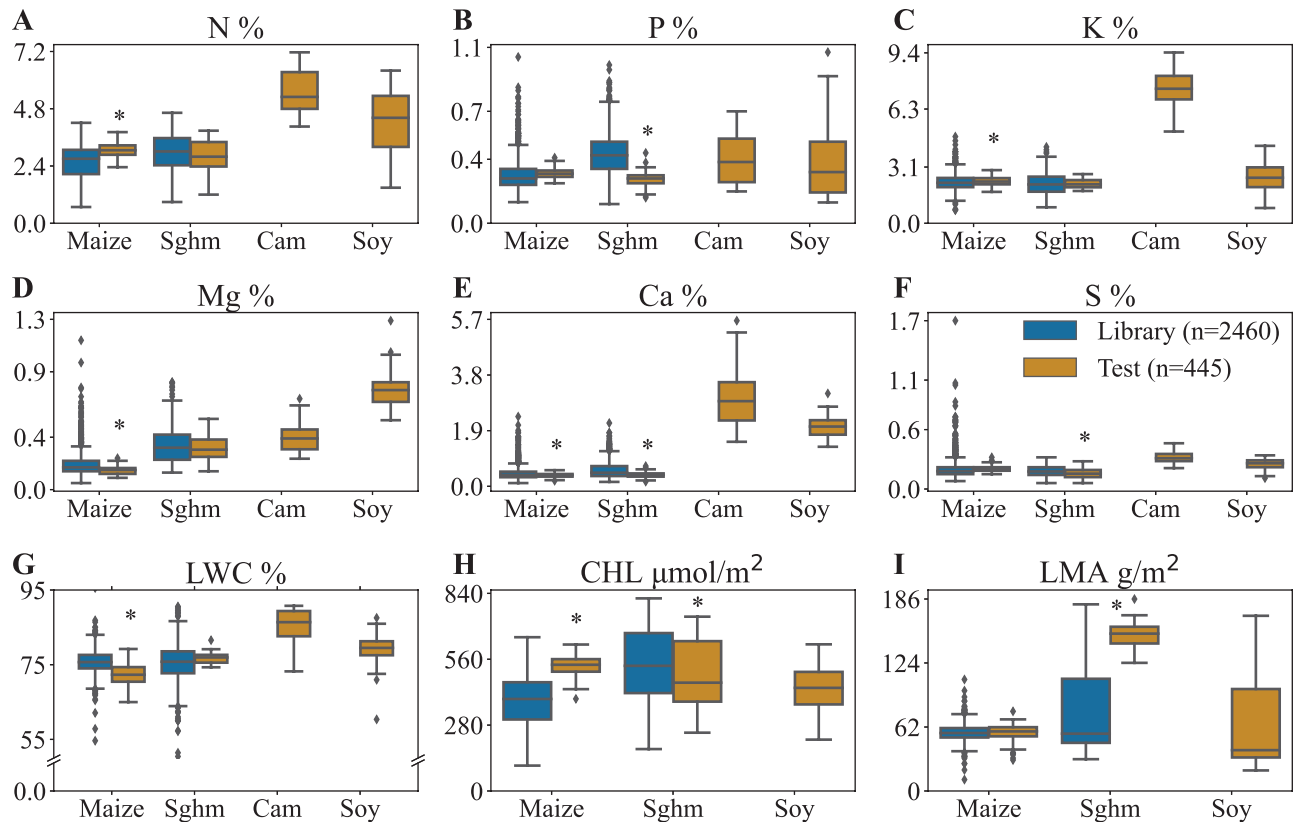 A N % B P % C K %
7.2 1.1 9.4
4.8 * 0.7 * 6.3 *
2.4 0.4 3.1
0.0 0.0 0.0
Maize Sghm Cam Soy Maize Sghm Cam Soy Maize Sghm Cam Soy
D Mg % E Ca % F S %
1.3 5.7 1.7 Library (n=2460)
0.9 3.8 1.1 Test (n=445)
0.4 * 1.9 * * 0.6 *
0.0 0.0 0.0
Maize Sghm Cam Soy Maize Sghm Cam Soy Maize Sghm Cam Soy
G LWC % H CHL μmol/m² I LMA g/m²
95 * 840 * * 186 *
75 560 124
55 280 62
0.0 0 0
Maize Sghm Cam Soy Maize Sghm Soy Maize Sghm Soy